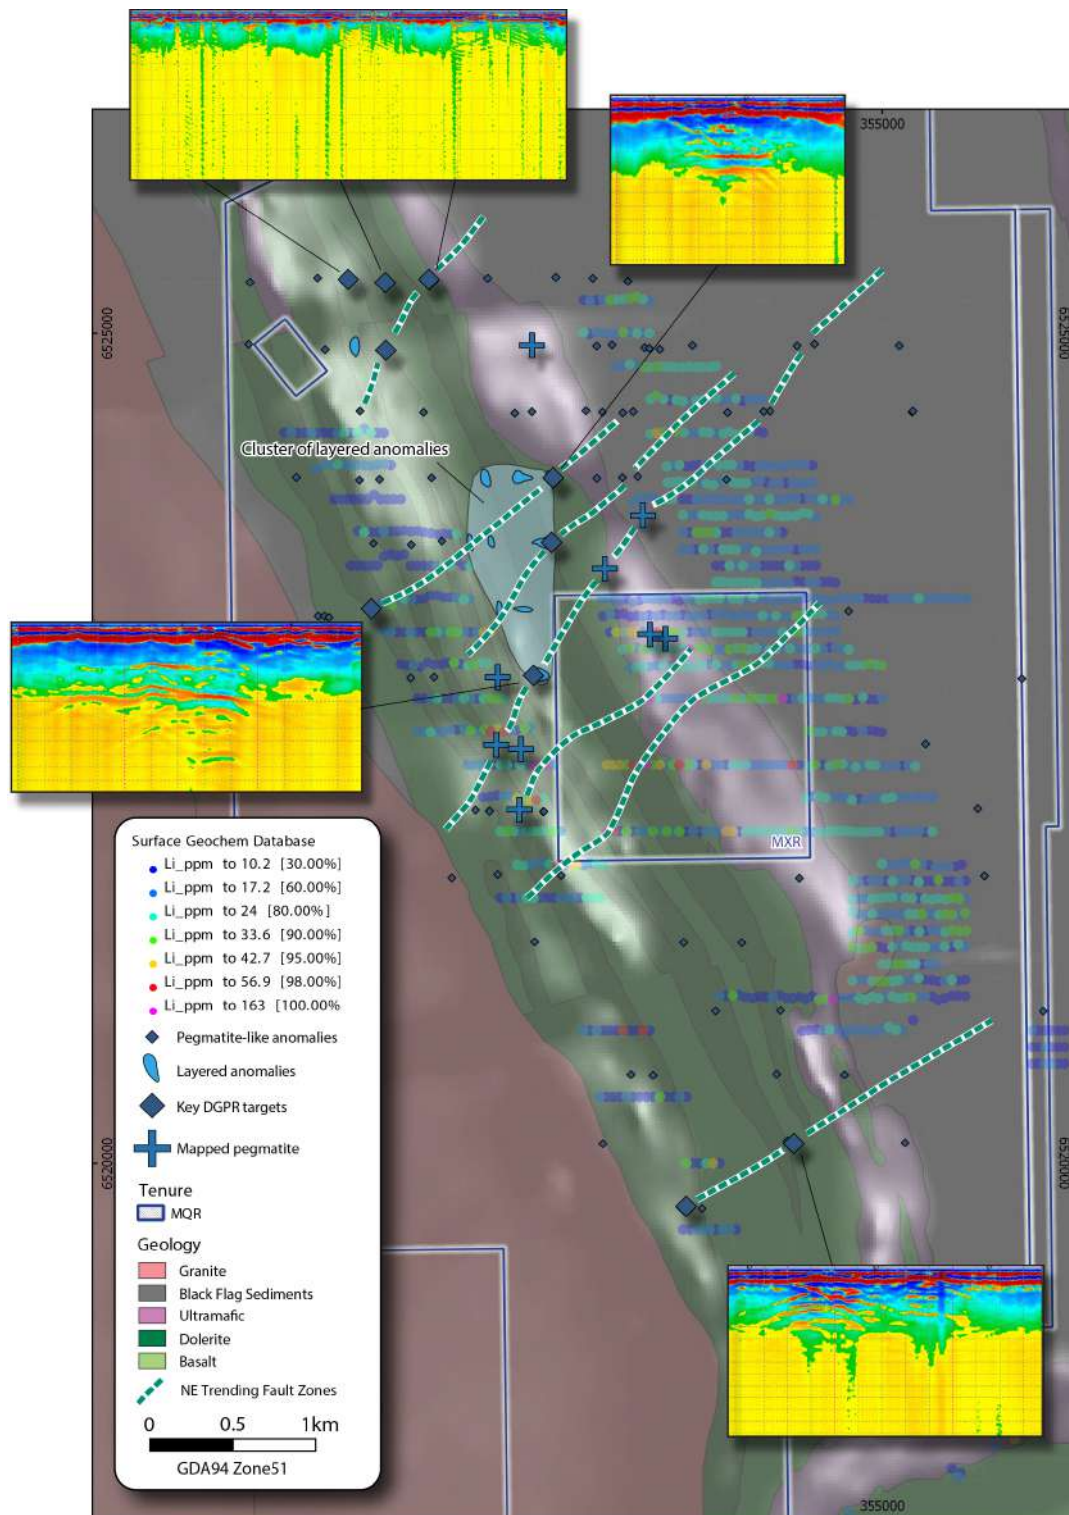 355000
6525000
6525000
Cluster of layered anomalies
MXR
Surface Geochem Database
Li_ppm to 10.2 [30.00%]
Li_ppm to 17.2 [60.00%]
Li_ppm to 24 [80.00%]
Li_ppm to 33.6 [90.00%]
Li_ppm to 42.7 [95.00%]
Li_ppm to 56.9 [98.00%]
Li_ppm to 163 [100.00%
Pegmatite-like anomalies
Layered anomalies
Key DGPR targets
Mapped pegmatite
Tenure
MQR
Geology
Granite
Black Flag Sediments
Ultramafic
Dolerite
Basalt
NE Trending Fault Zones
0 0.5 1km
GDA94 Zone51
6520000
6520000
355000